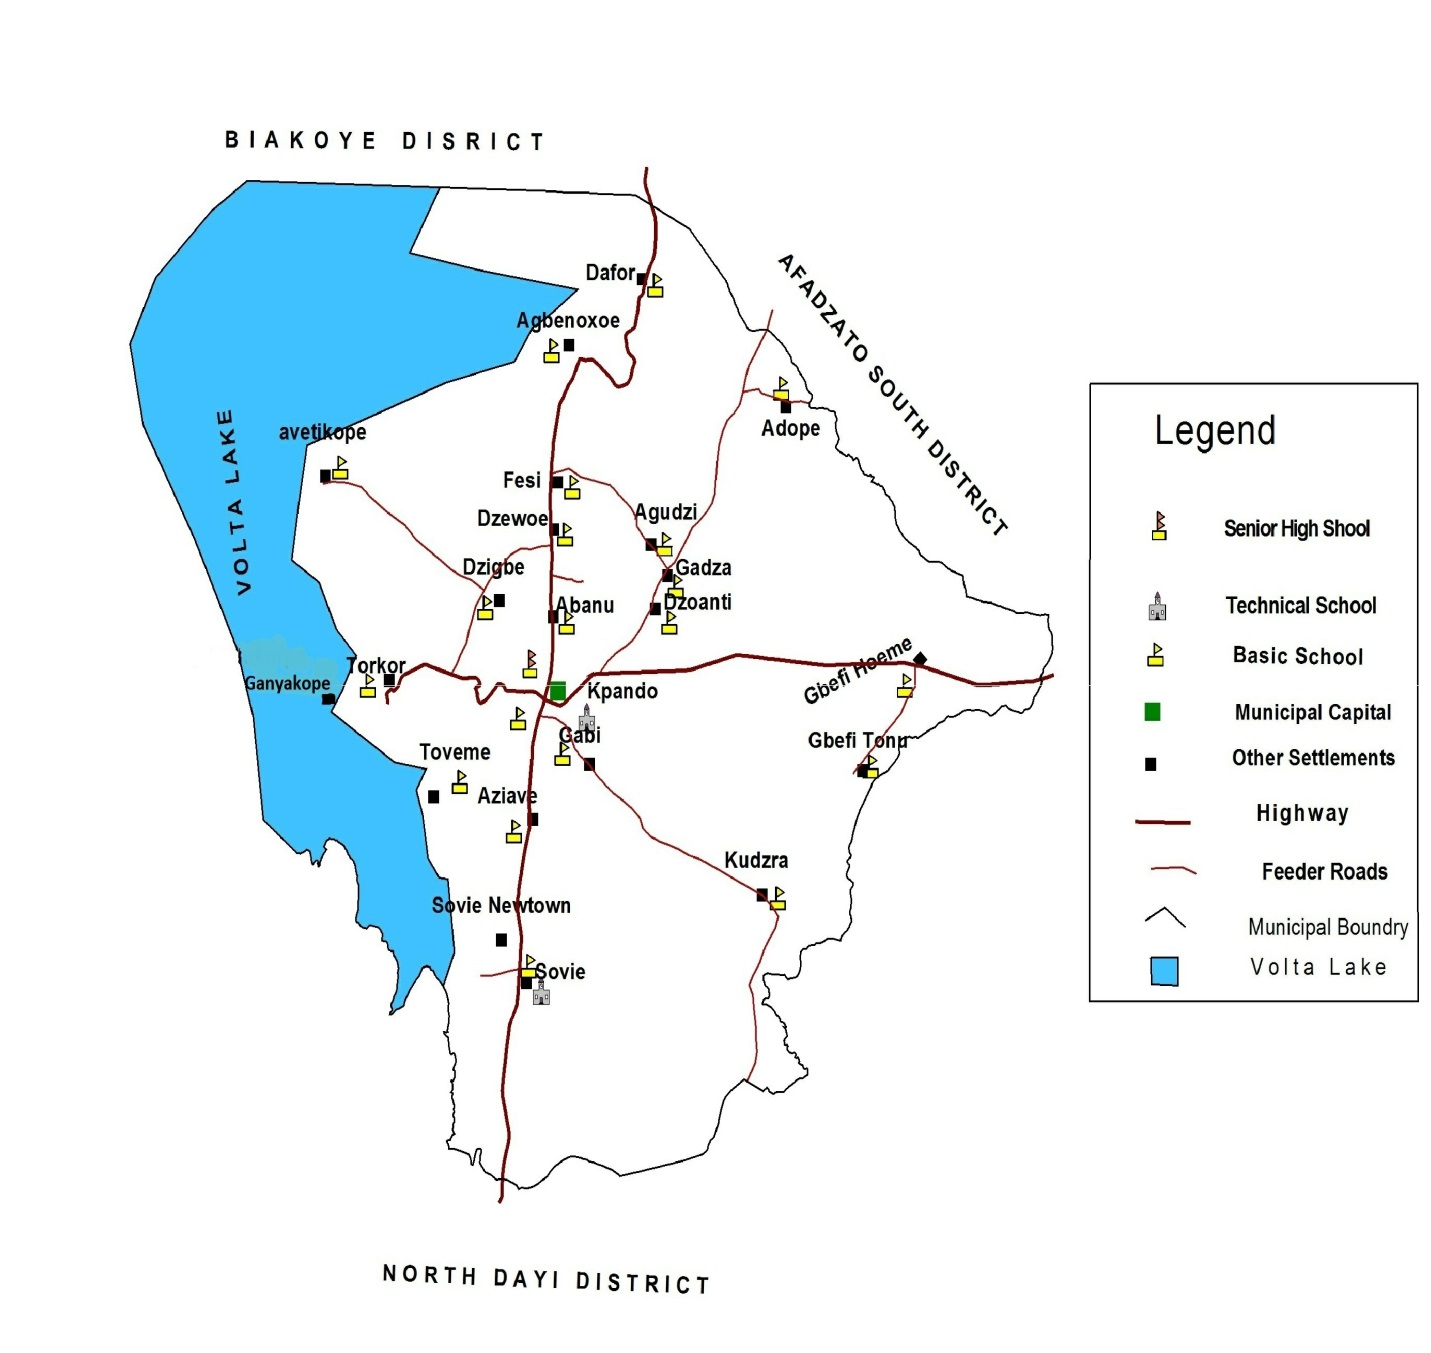 BIAKOYE DISRICT
AFADZATO SOUTH DISTRICT
Dafor
Agbenoxoe
Adope
VOLTA LAKE
avetikope
Fesi
Agudzi
Dzewoe
Dzigbe
Gadza
Abanu
Dzoanti
Torkor
Ganyakope
Kpando
Gbefi Hoeme
Gabi
Gbefi Tonu
Toveme
Aziave
Kudzra
Sovie Newtown
Sovie
NORTH DAYI DISTRICT
Legend
Senior High Shool
Technical School
Basic School
Municipal Capital
Other Settlements
Highway
Feeder Roads
Municipal Boundry
Volta Lake